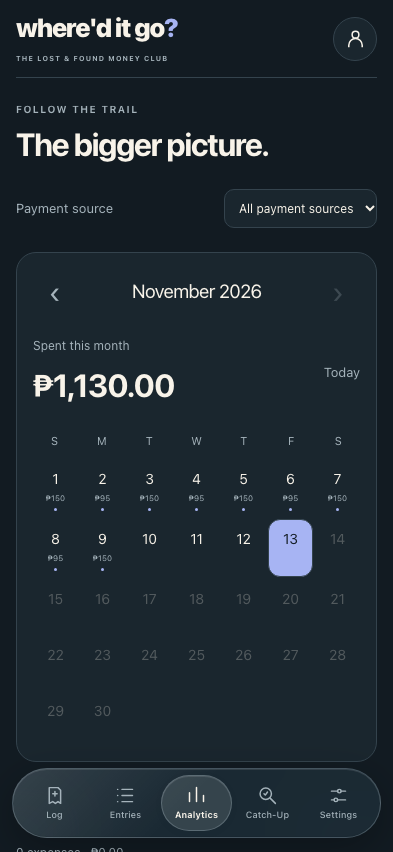 where'd it go?
THE LOST & FOUND MONEY CLUB
FOLLOW THE TRAIL
The bigger picture.
Payment source
All payment sources
November 2026
Spent this month
₱1,130.00
Today
S M T W T F S
1 2 3 4 5 6 7
₱150 ₱95 ₱150 ₱95 ₱150 ₱95 ₱150
8 9 10 11 12 13 14
₱95 ₱150
15 16 17 18 19 20 21
22 23 24 25 26 27 28
29 30
Log Entries Analytics Catch-Up Settings